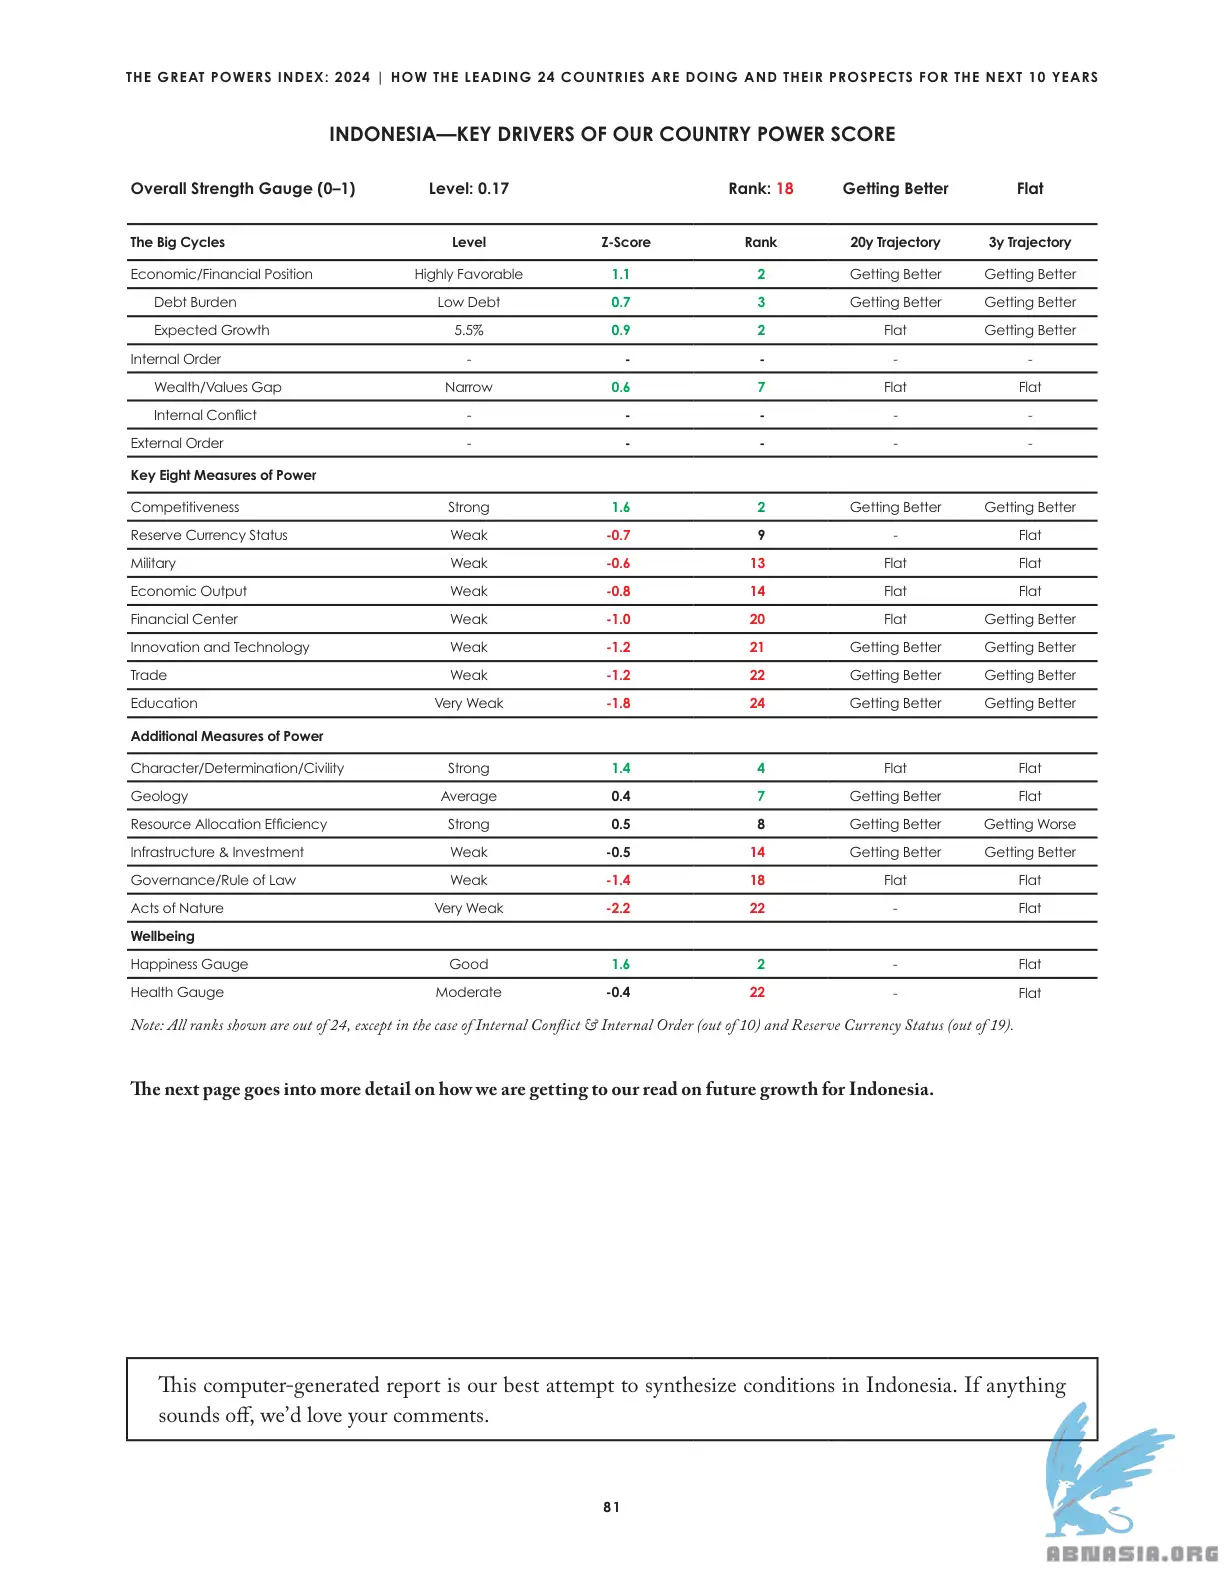 THE GREAT POWERS INDEX: 2024 | HOW THE LEADING 24 COUNTRIES ARE DOING AND THEIR PROSPECTS FOR THE NEXT 10 YEARS
INDONESIA—KEY DRIVERS OF OUR COUNTRY POWER SCORE
Overall Strength Gauge (0–1) Level: 0.17 Rank: 18 Getting Better Flat
The Big Cycles Level Z-Score Rank 20y Trajectory 3y Trajectory
Economic/Financial Position Highly Favorable 1.1 2 Getting Better Getting Better
Debt Burden Low Debt 0.7 3 Getting Better Getting Better
Expected Growth 5.5% 0.9 2 Flat Getting Better
Internal Order - - - - -
Wealth/Values Gap Narrow 0.6 7 Flat Flat
Internal Conflict - - - - -
External Order - - - - -
Key Eight Measures of Power
Competitiveness Strong 1.6 2 Getting Better Getting Better
Reserve Currency Status Weak -0.7 9 - Flat
Military Weak -0.6 13 Flat Flat
Economic Output Weak -0.8 14 Flat Flat
Financial Center Weak -1.0 20 Flat Getting Better
Innovation and Technology Weak -1.2 21 Getting Better Getting Better
Trade Weak -1.2 22 Getting Better Getting Better
Education Very Weak -1.8 24 Getting Better Getting Better
Additional Measures of Power
Character/Determination/Civility Strong 1.4 4 Flat Flat
Geology Average 0.4 7 Getting Better Flat
Resource Allocation Efficiency Strong 0.5 8 Getting Better Getting Worse
Infrastructure & Investment Weak -0.5 14 Getting Better Getting Better
Governance/Rule of Law Weak -1.4 18 Flat Flat
Acts of Nature Very Weak -2.2 22 - Flat
Wellbeing
Happiness Gauge Good 1.6 2 - Flat
Health Gauge Moderate -0.4 22 - Flat
Note: All ranks shown are out of 24, except in the case of Internal Conflict & Internal Order (out of 10) and Reserve Currency Status (out of 19).
The next page goes into more detail on how we are getting to our read on future growth for Indonesia.
This computer-generated report is our best attempt to synthesize conditions in Indonesia. If anything
sounds off, we'd love your comments.
81
ABNASIA.ORG